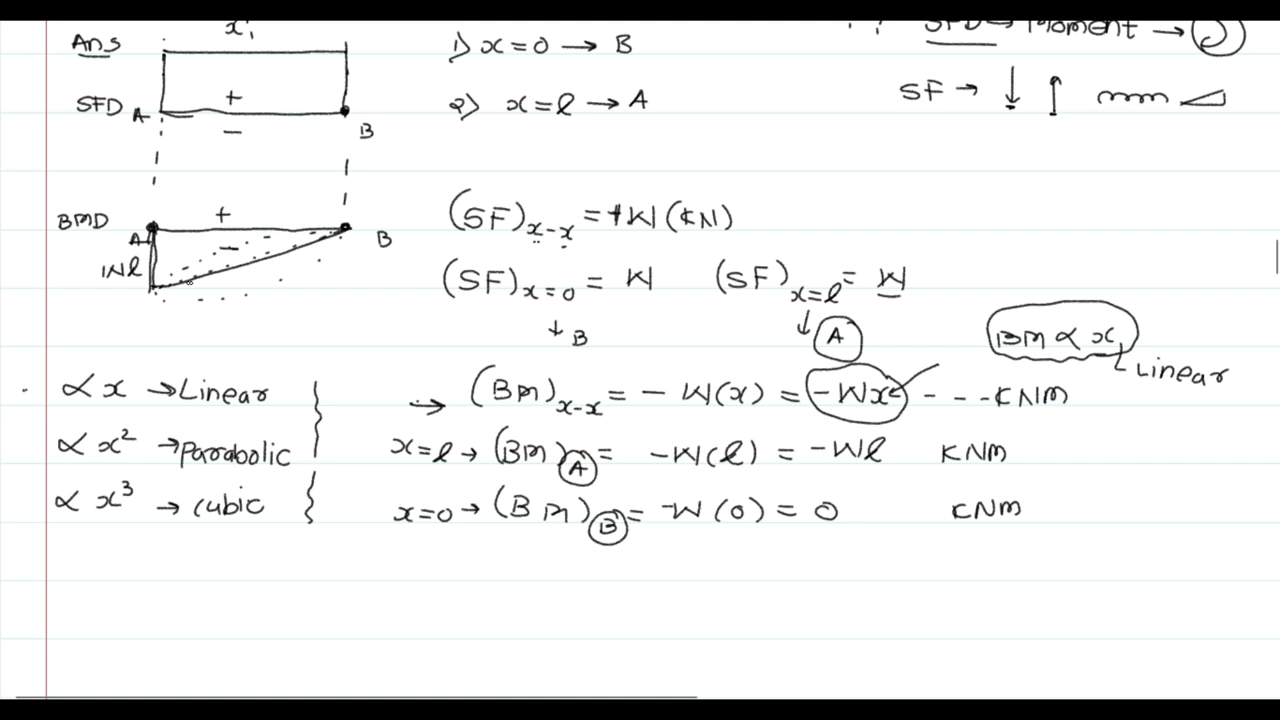 Ans x 1) x = 0 → B SFD → Moment →
SFD A + B 2) x = l → A SF → ↓ ↑
−
BMD A + B (SF)x-x = +W (KN)
−
Wl (SF)x=0 = W (SF)x=l = W
↓ B ↓ A BM ∝ x
Linear
∝ x → Linear → (BM)x-x = − W(x) = −Wx - - - KNm
∝ x² → Parabolic x = l → (BM)A = −W(l) = −Wl KNm
∝ x³ → cubic x=0 → (BM)B = −W(0) = 0 KNm